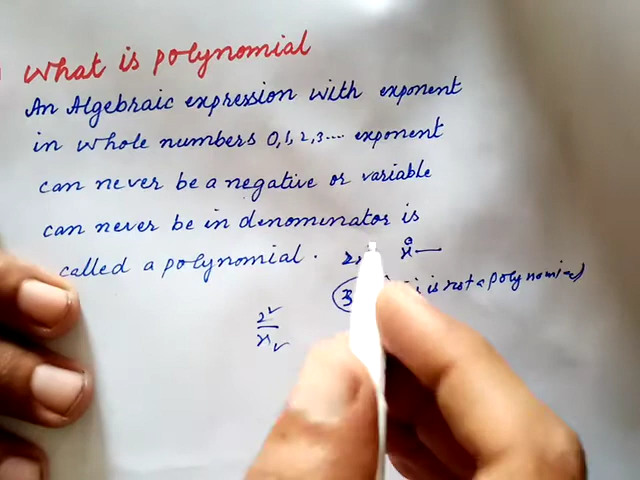 What is polynomial
An Algebraic expression with exponent
in whole numbers 0,1,2,3.... exponent
can never be a negative or variable
can never be in denominator is
called a polynomial.
is not a polynomial
2
x